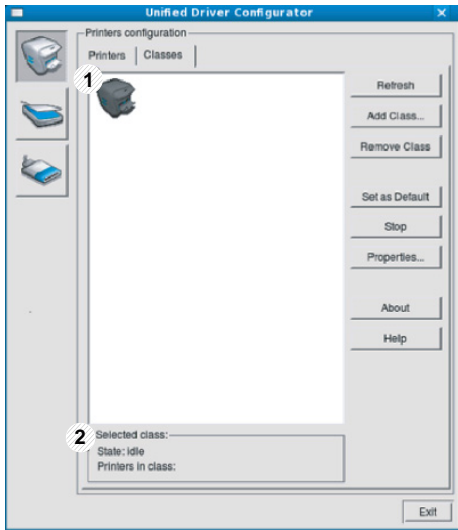 Unified Driver Configurator
Printers configuration
Printers Classes
1
Refresh
Add Class...
Remove Class
Set as Default
Stop
Properties...
About
Help
2 Selected class:
State: idle
Printers in class:
Exit